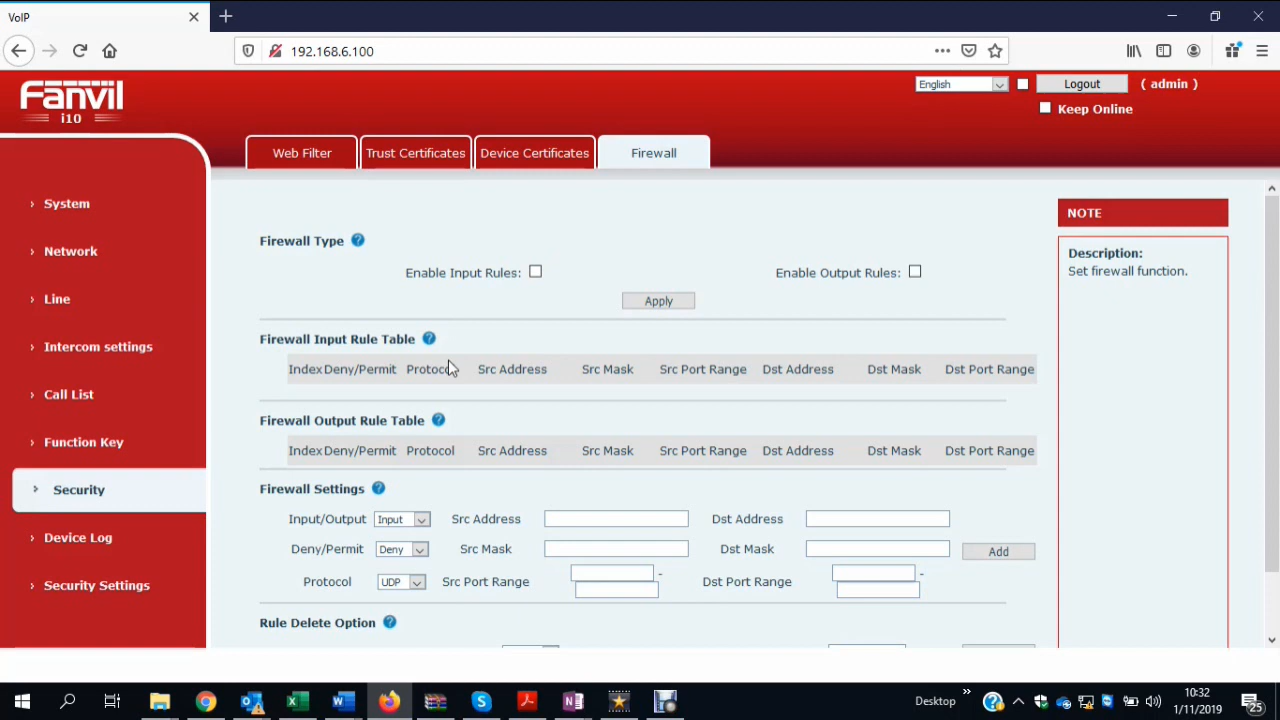 VoIP
192.168.6.100
Fanvil
i10
English
Logout
( admin )
Keep Online
Web Filter
Trust Certificates
Device Certificates
Firewall
System
Network
Line
Intercom settings
Call List
Function Key
Security
Device Log
Security Settings
Firewall Type
Enable Input Rules:
Enable Output Rules:
Apply
Firewall Input Rule Table
Index Deny/Permit Protocol Src Address Src Mask Src Port Range Dst Address Dst Mask Dst Port Range
Firewall Output Rule Table
Index Deny/Permit Protocol Src Address Src Mask Src Port Range Dst Address Dst Mask Dst Port Range
Firewall Settings
Input/Output Input Src Address Dst Address
Deny/Permit Deny Src Mask Dst Mask Add
Protocol UDP Src Port Range - Dst Port Range -
Rule Delete Option
NOTE
Description:
Set firewall function.
Desktop
10:32
1/11/2019
25